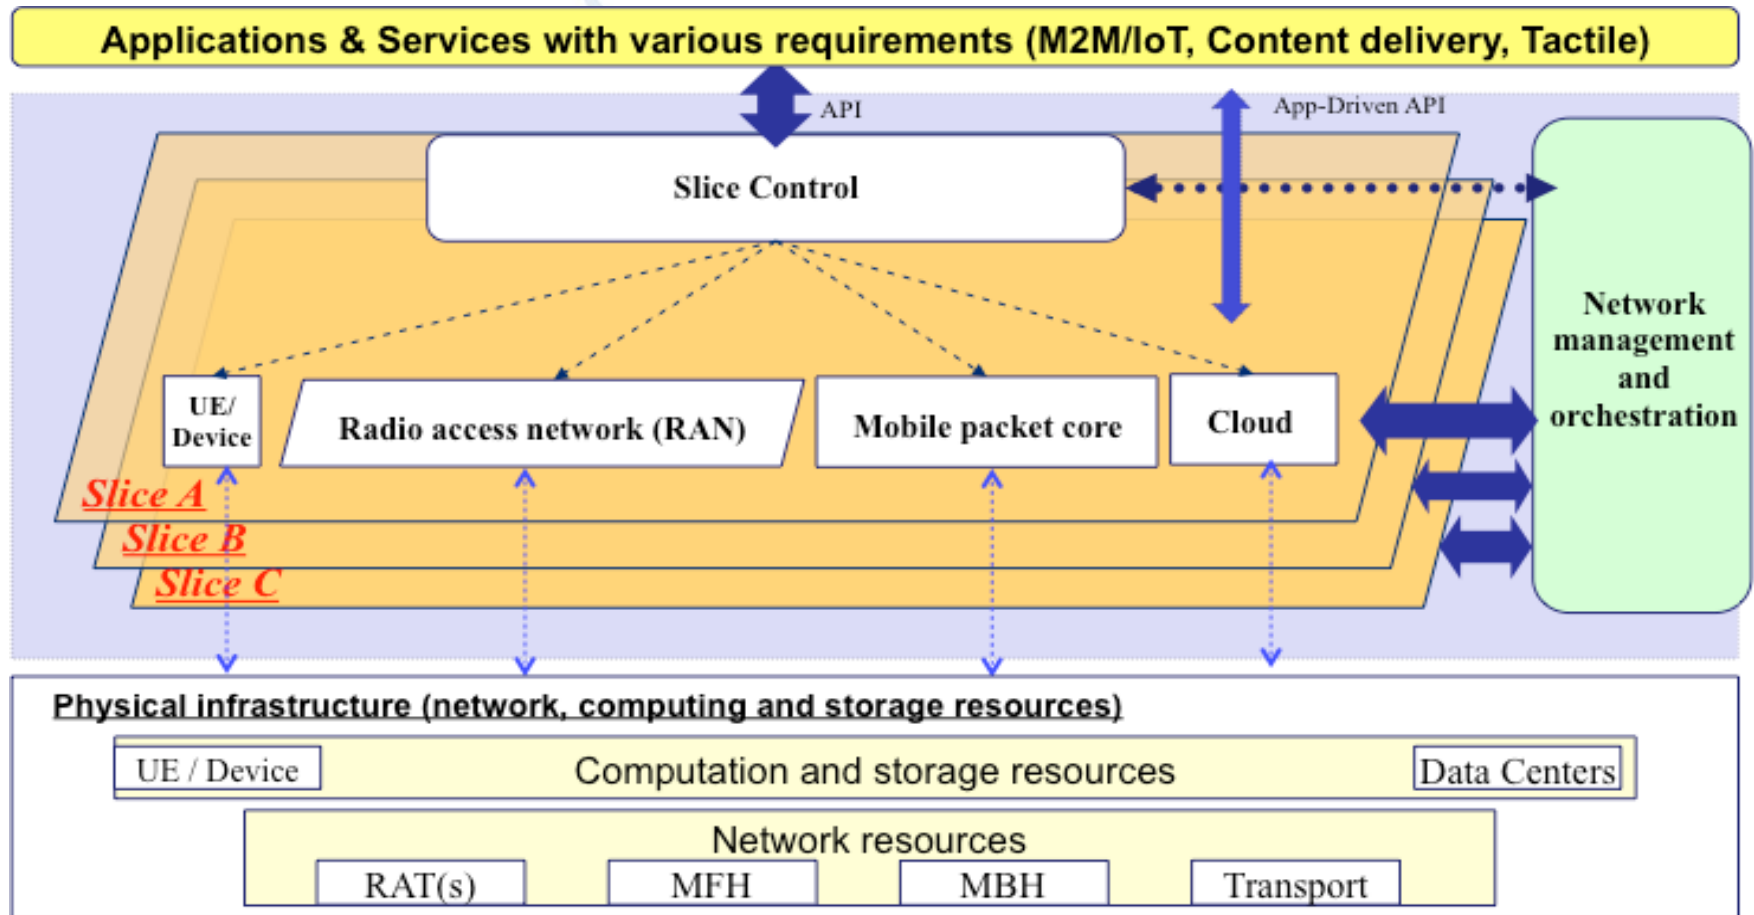 Applications & Services with various requirements (M2M/IoT, Content delivery, Tactile)
API
App-Driven API
Slice Control
Network
management
and
orchestration
UE/
Device
Radio access network (RAN)
Mobile packet core
Cloud
Slice A
Slice B
Slice C
Physical infrastructure (network, computing and storage resources)
UE / Device
Computation and storage resources
Data Centers
Network resources
RAT(s)
MFH
MBH
Transport